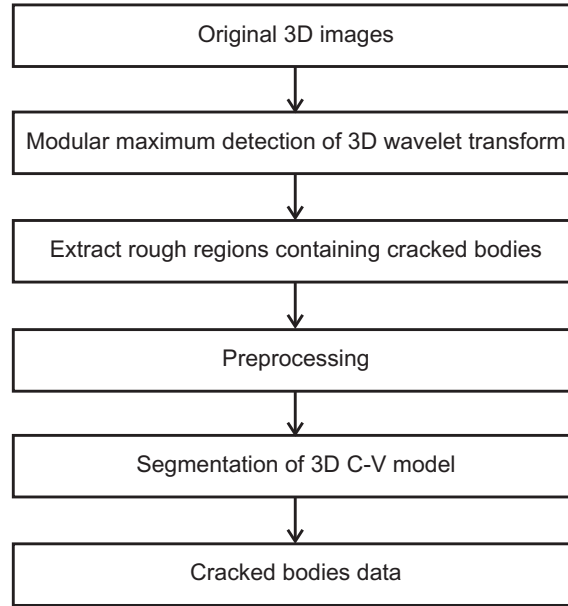 Original 3D images
Modular maximum detection of 3D wavelet transform
Extract rough regions containing cracked bodies
Preprocessing
Segmentation of 3D C-V model
Cracked bodies data